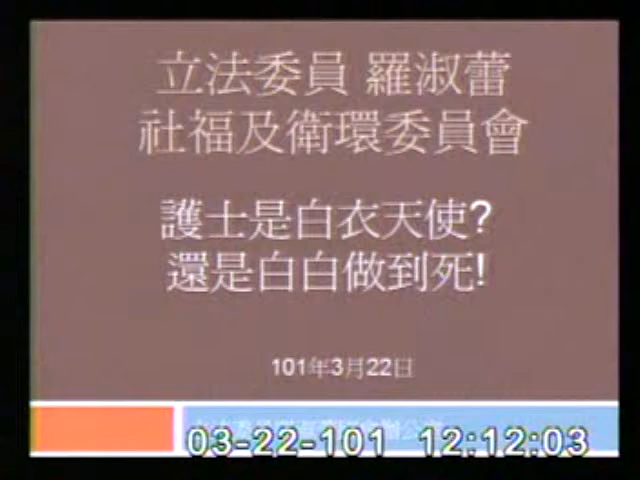 立法委員 羅淑蕾
社福及衛環委員會
護士是白衣天使?
還是白白做到死!
101年3月22日
03-22-101 12:12:03